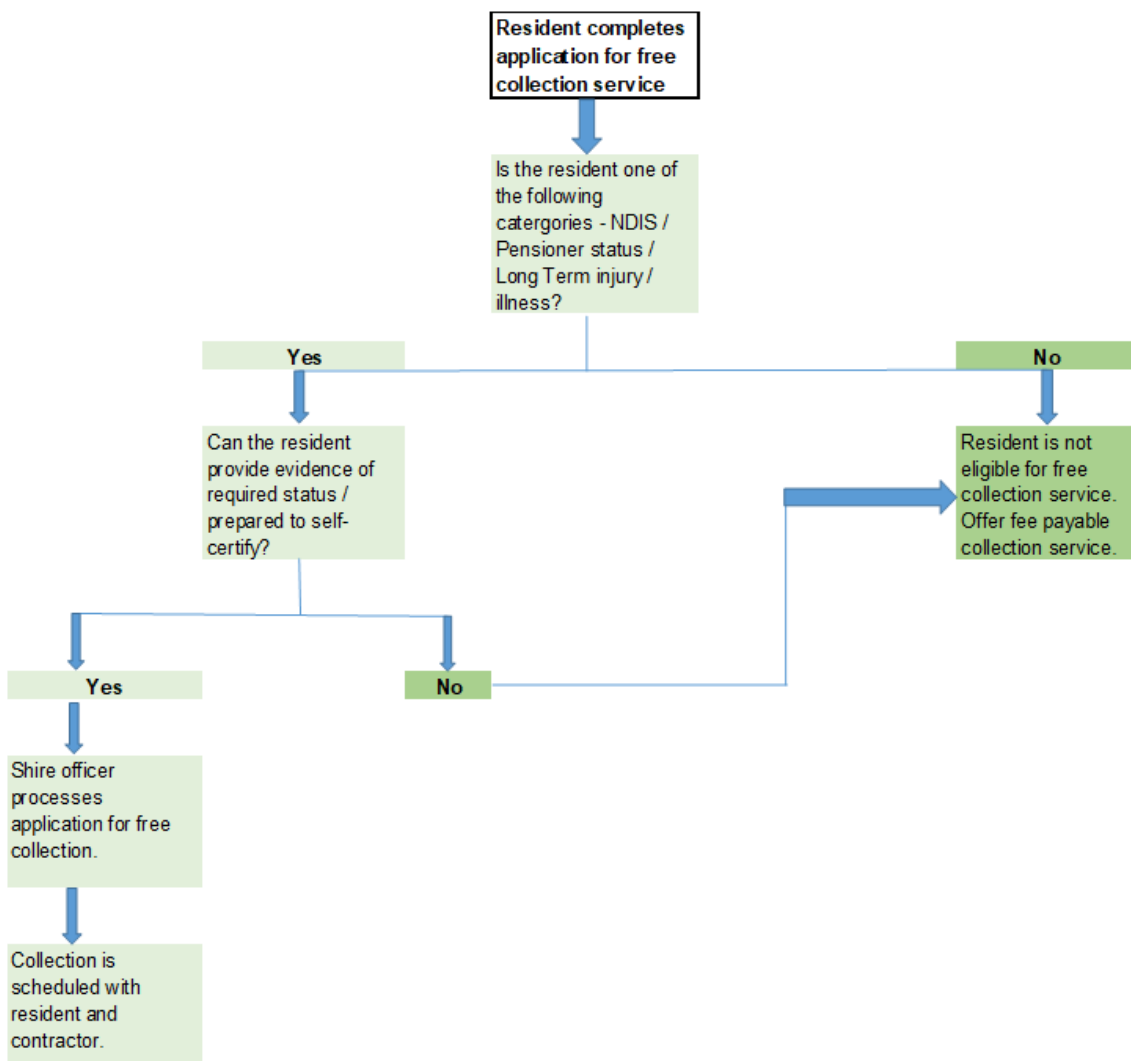 Resident completes
application for free
collection service
Is the resident one of
the following
catergories - NDIS /
Pensioner status /
Long Term injury /
illness?
Yes
No
Can the resident
provide evidence of
required status /
prepared to self-
certify?
Resident is not
eligible for free
collection service.
Offer fee payable
collection service.
Yes
No
Shire officer
processes
application for free
collection.
Collection is
scheduled with
resident and
contractor.